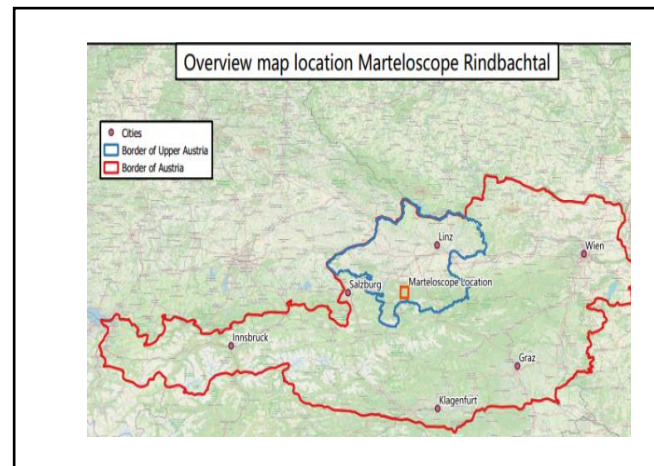 Overview map location Marteloscope Rindbachtal
Cities
Border of Upper Austria
Border of Austria
Linz
Wien
Marteloscope Location
Salzburg
Innsbruck
Graz
Klagenfurt